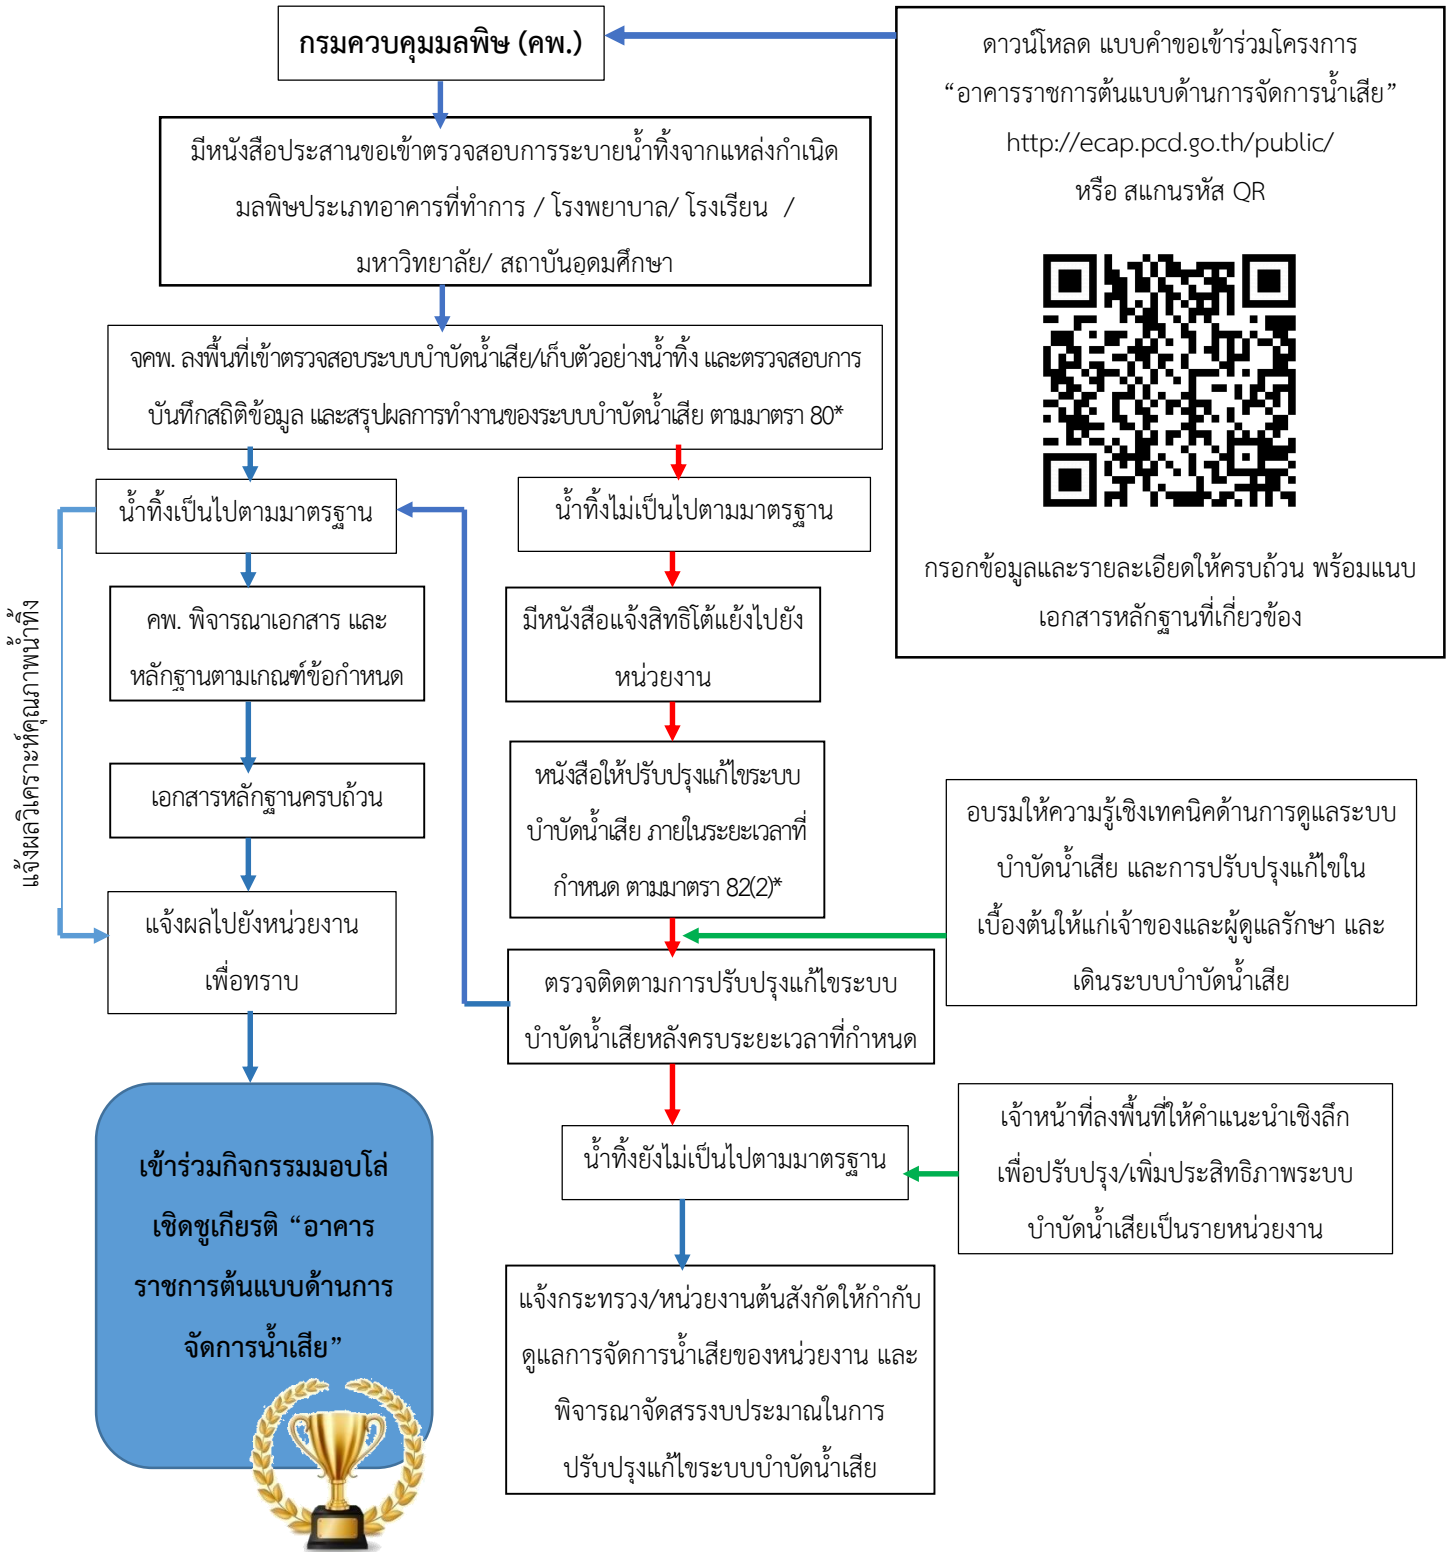 กรมควบคุมมลพิษ (คพ.)
ดาวน์โหลด แบบคำขอเข้าร่วมโครงการ
“อาคารราชการต้นแบบด้านการจัดการน้ำเสีย”
http://ecap.pcd.go.th/public/
หรือ สแกนรหัส QR
กรอกข้อมูลและรายละเอียดให้ครบถ้วน พร้อมแนบ
เอกสารหลักฐานที่เกี่ยวข้อง
มีหนังสือประสานขอเข้าตรวจสอบการระบายน้ำทิ้งจากแหล่งกำเนิด
มลพิษประเภทอาคารที่ทำการ / โรงพยาบาล/ โรงเรียน /
มหาวิทยาลัย/ สถาบันอุดมศึกษา
จคพ. ลงพื้นที่เข้าตรวจสอบระบบบำบัดน้ำเสีย/เก็บตัวอย่างน้ำทิ้ง และตรวจสอบการ
บันทึกสถิติข้อมูล และสรุปผลการทำงานของระบบบำบัดน้ำเสีย ตามมาตรา 80*
น้ำทิ้งเป็นไปตามมาตรฐาน
คพ. พิจารณาเอกสาร และ
หลักฐานตามเกณฑ์ข้อกำหนด
เอกสารหลักฐานครบถ้วน
แจ้งผลวิเคราะห์คุณภาพน้ำทิ้ง
แจ้งผลไปยังหน่วยงาน
เพื่อทราบ
เข้าร่วมกิจกรรมมอบโล่
เชิดชูเกียรติ “อาคาร
ราชการต้นแบบด้านการ
จัดการน้ำเสีย”
น้ำทิ้งไม่เป็นไปตามมาตรฐาน
มีหนังสือแจ้งสิทธิโต้แย้งไปยัง
หน่วยงาน
หนังสือให้ปรับปรุงแก้ไขระบบ
บำบัดน้ำเสีย ภายในระยะเวลาที่
กำหนด ตามมาตรา 82(2)*
อบรมให้ความรู้เชิงเทคนิคด้านการดูแลระบบ
บำบัดน้ำเสีย และการปรับปรุงแก้ไขใน
เบื้องต้นให้แก่เจ้าของและผู้ดูแลรักษา และ
เดินระบบบำบัดน้ำเสีย
ตรวจติดตามการปรับปรุงแก้ไขระบบ
บำบัดน้ำเสียหลังครบระยะเวลาที่กำหนด
น้ำทิ้งยังไม่เป็นไปตามมาตรฐาน
เจ้าหน้าที่ลงพื้นที่ให้คำแนะนำเชิงลึก
เพื่อปรับปรุง/เพิ่มประสิทธิภาพระบบ
บำบัดน้ำเสียเป็นรายหน่วยงาน
แจ้งกระทรวง/หน่วยงานต้นสังกัดให้กำกับ
ดูแลการจัดการน้ำเสียของหน่วยงาน และ
พิจารณาจัดสรรงบประมาณในการ
ปรับปรุงแก้ไขระบบบำบัดน้ำเสีย